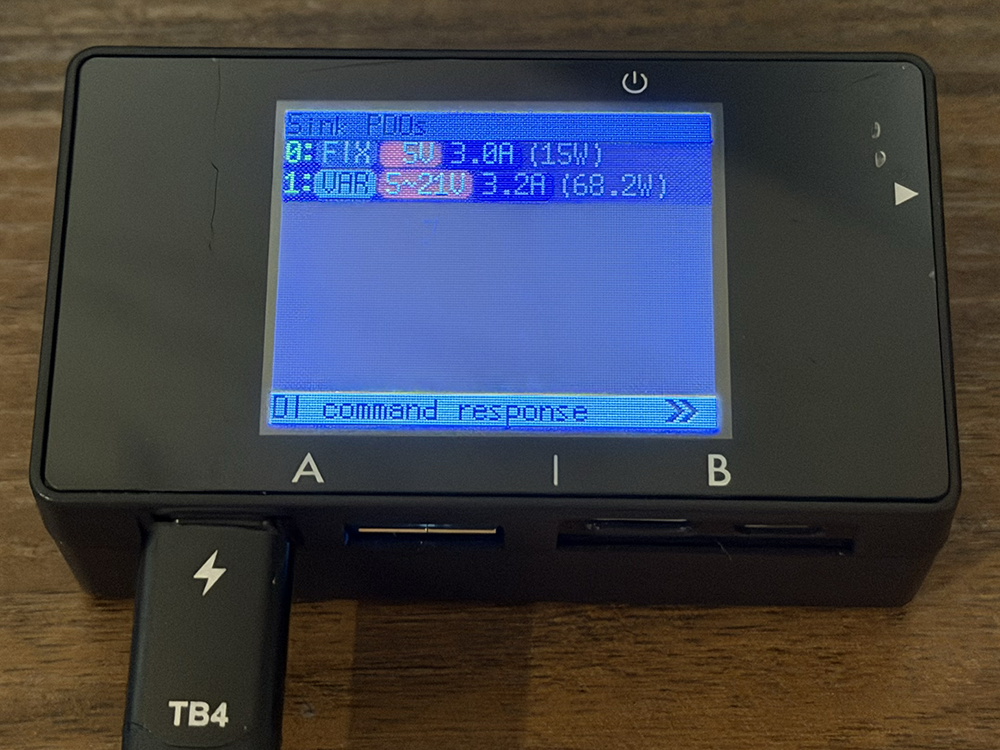 Sink PDOs
0:FIX 5V 3.0A (15W)
1:VAR 5~21V 3.2A (68.2W)
DI command response
A | B
TB4